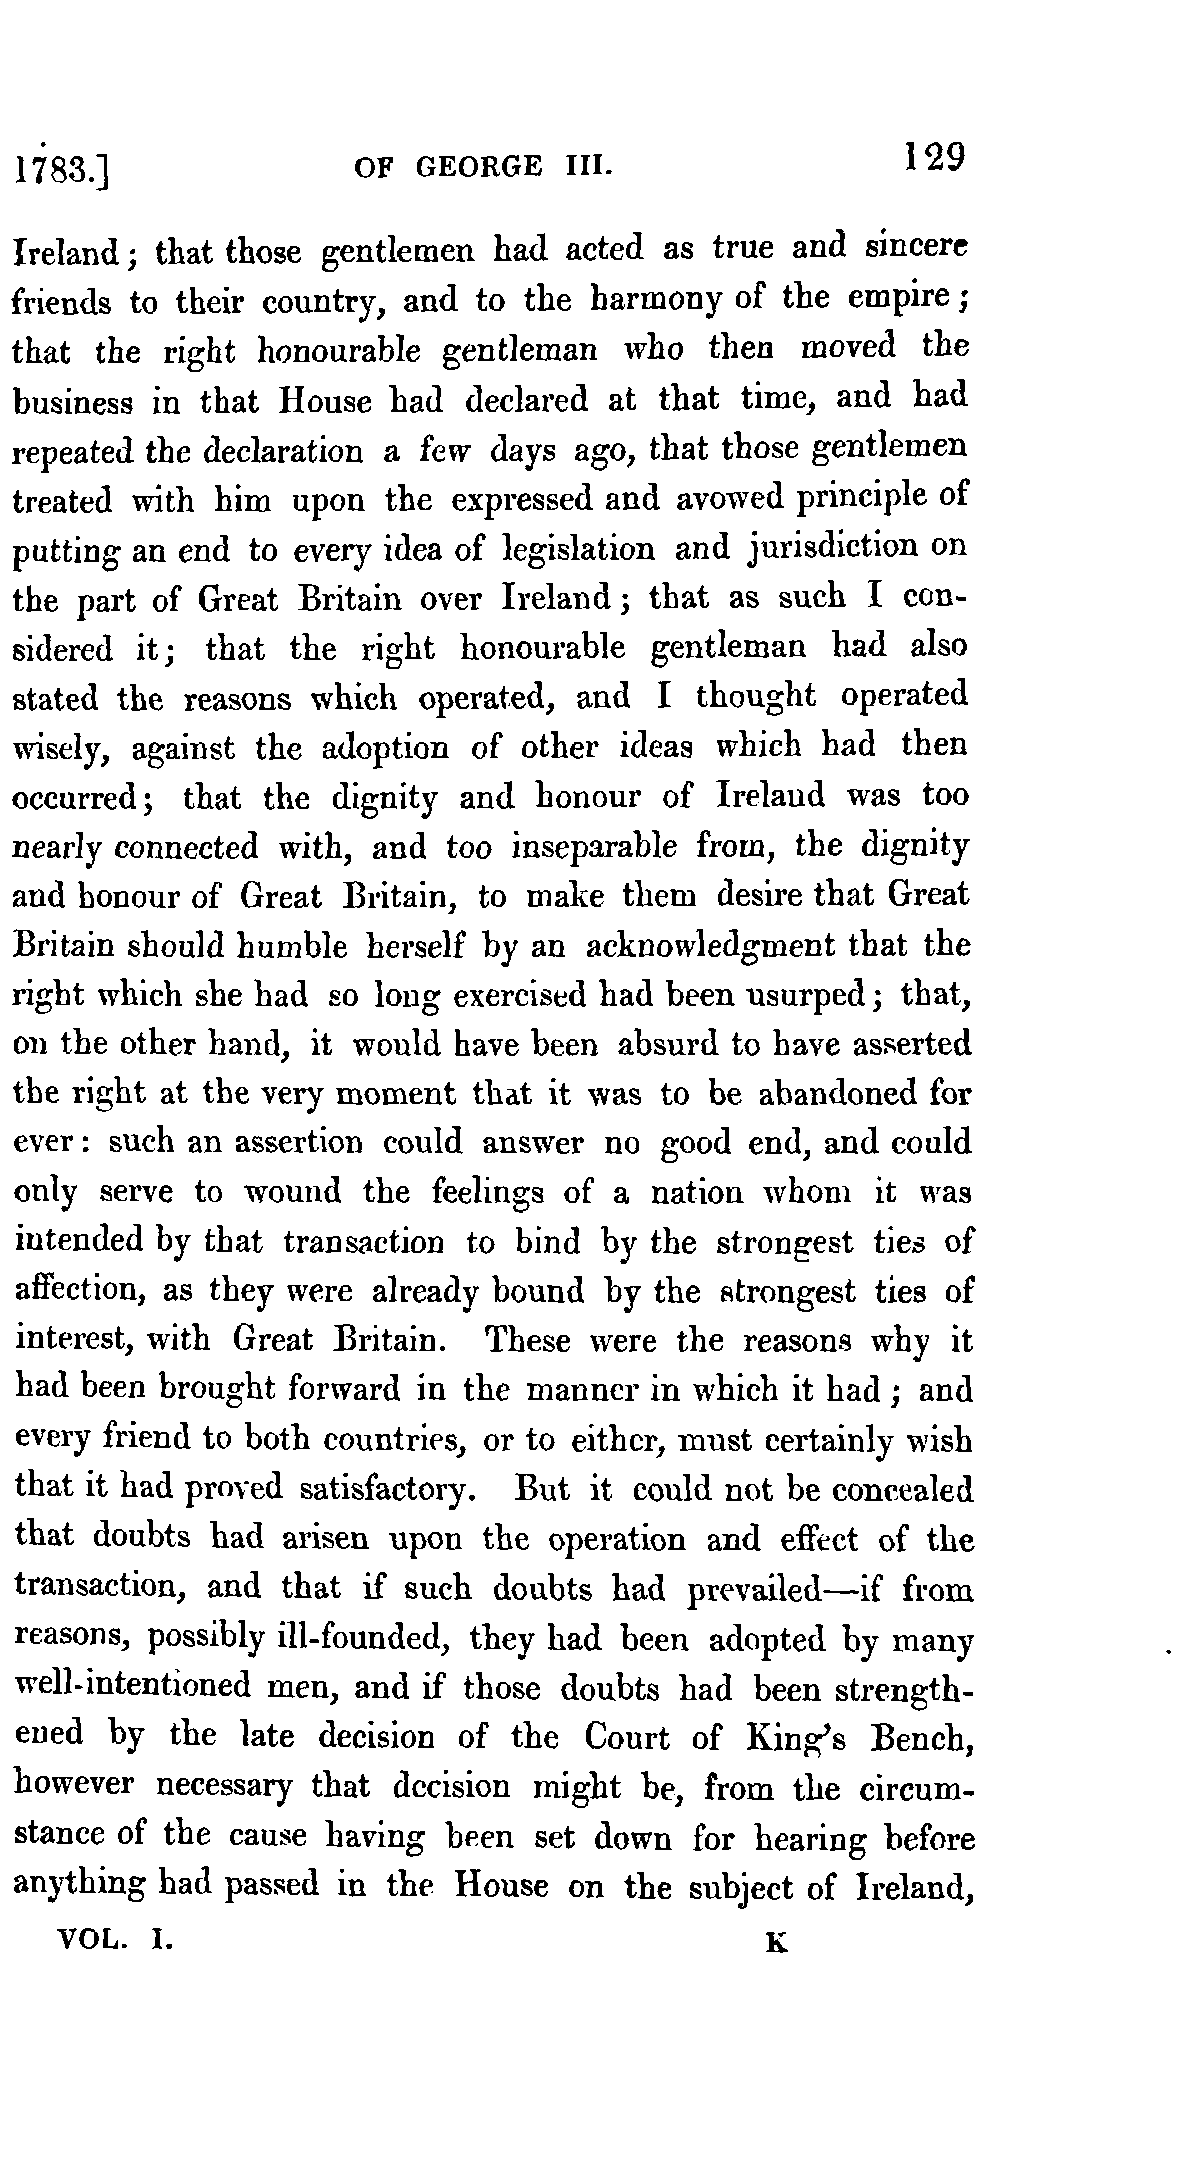 1783.] OF GEORGE III. 129
Ireland; that those gentlemen had acted as true and sincere
friends to their country, and to the harmony of the empire;
that the right honourable gentleman who then moved the
business in that House had declared at that time, and had
repeated the declaration a few days ago, that those gentlemen
treated with him upon the expressed and avowed principle of
putting an end to every idea of legislation and jurisdiction on
the part of Great Britain over Ireland; that as such I con-
sidered it; that the right honourable gentleman had also
stated the reasons which operated, and I thought operated
wisely, against the adoption of other ideas which had then
occurred; that the dignity and honour of Ireland was too
nearly connected with, and too inseparable from, the dignity
and honour of Great Britain, to make them desire that Great
Britain should humble herself by an acknowledgment that the
right which she had so long exercised had been usurped; that,
on the other hand, it would have been absurd to have asserted
the right at the very moment that it was to be abandoned for
ever: such an assertion could answer no good end, and could
only serve to wound the feelings of a nation whom it was
intended by that transaction to bind by the strongest ties of
affection, as they were already bound by the strongest ties of
interest, with Great Britain. These were the reasons why it
had been brought forward in the manner in which it had; and
every friend to both countries, or to either, must certainly wish
that it had proved satisfactory. But it could not be concealed
that doubts had arisen upon the operation and effect of the
transaction, and that if such doubts had prevailed—if from
reasons, possibly ill-founded, they had been adopted by many
well-intentioned men, and if those doubts had been strength-
ened by the late decision of the Court of King's Bench,
however necessary that decision might be, from the circum-
stance of the cause having been set down for hearing before
anything had passed in the House on the subject of Ireland,
VOL. I. K